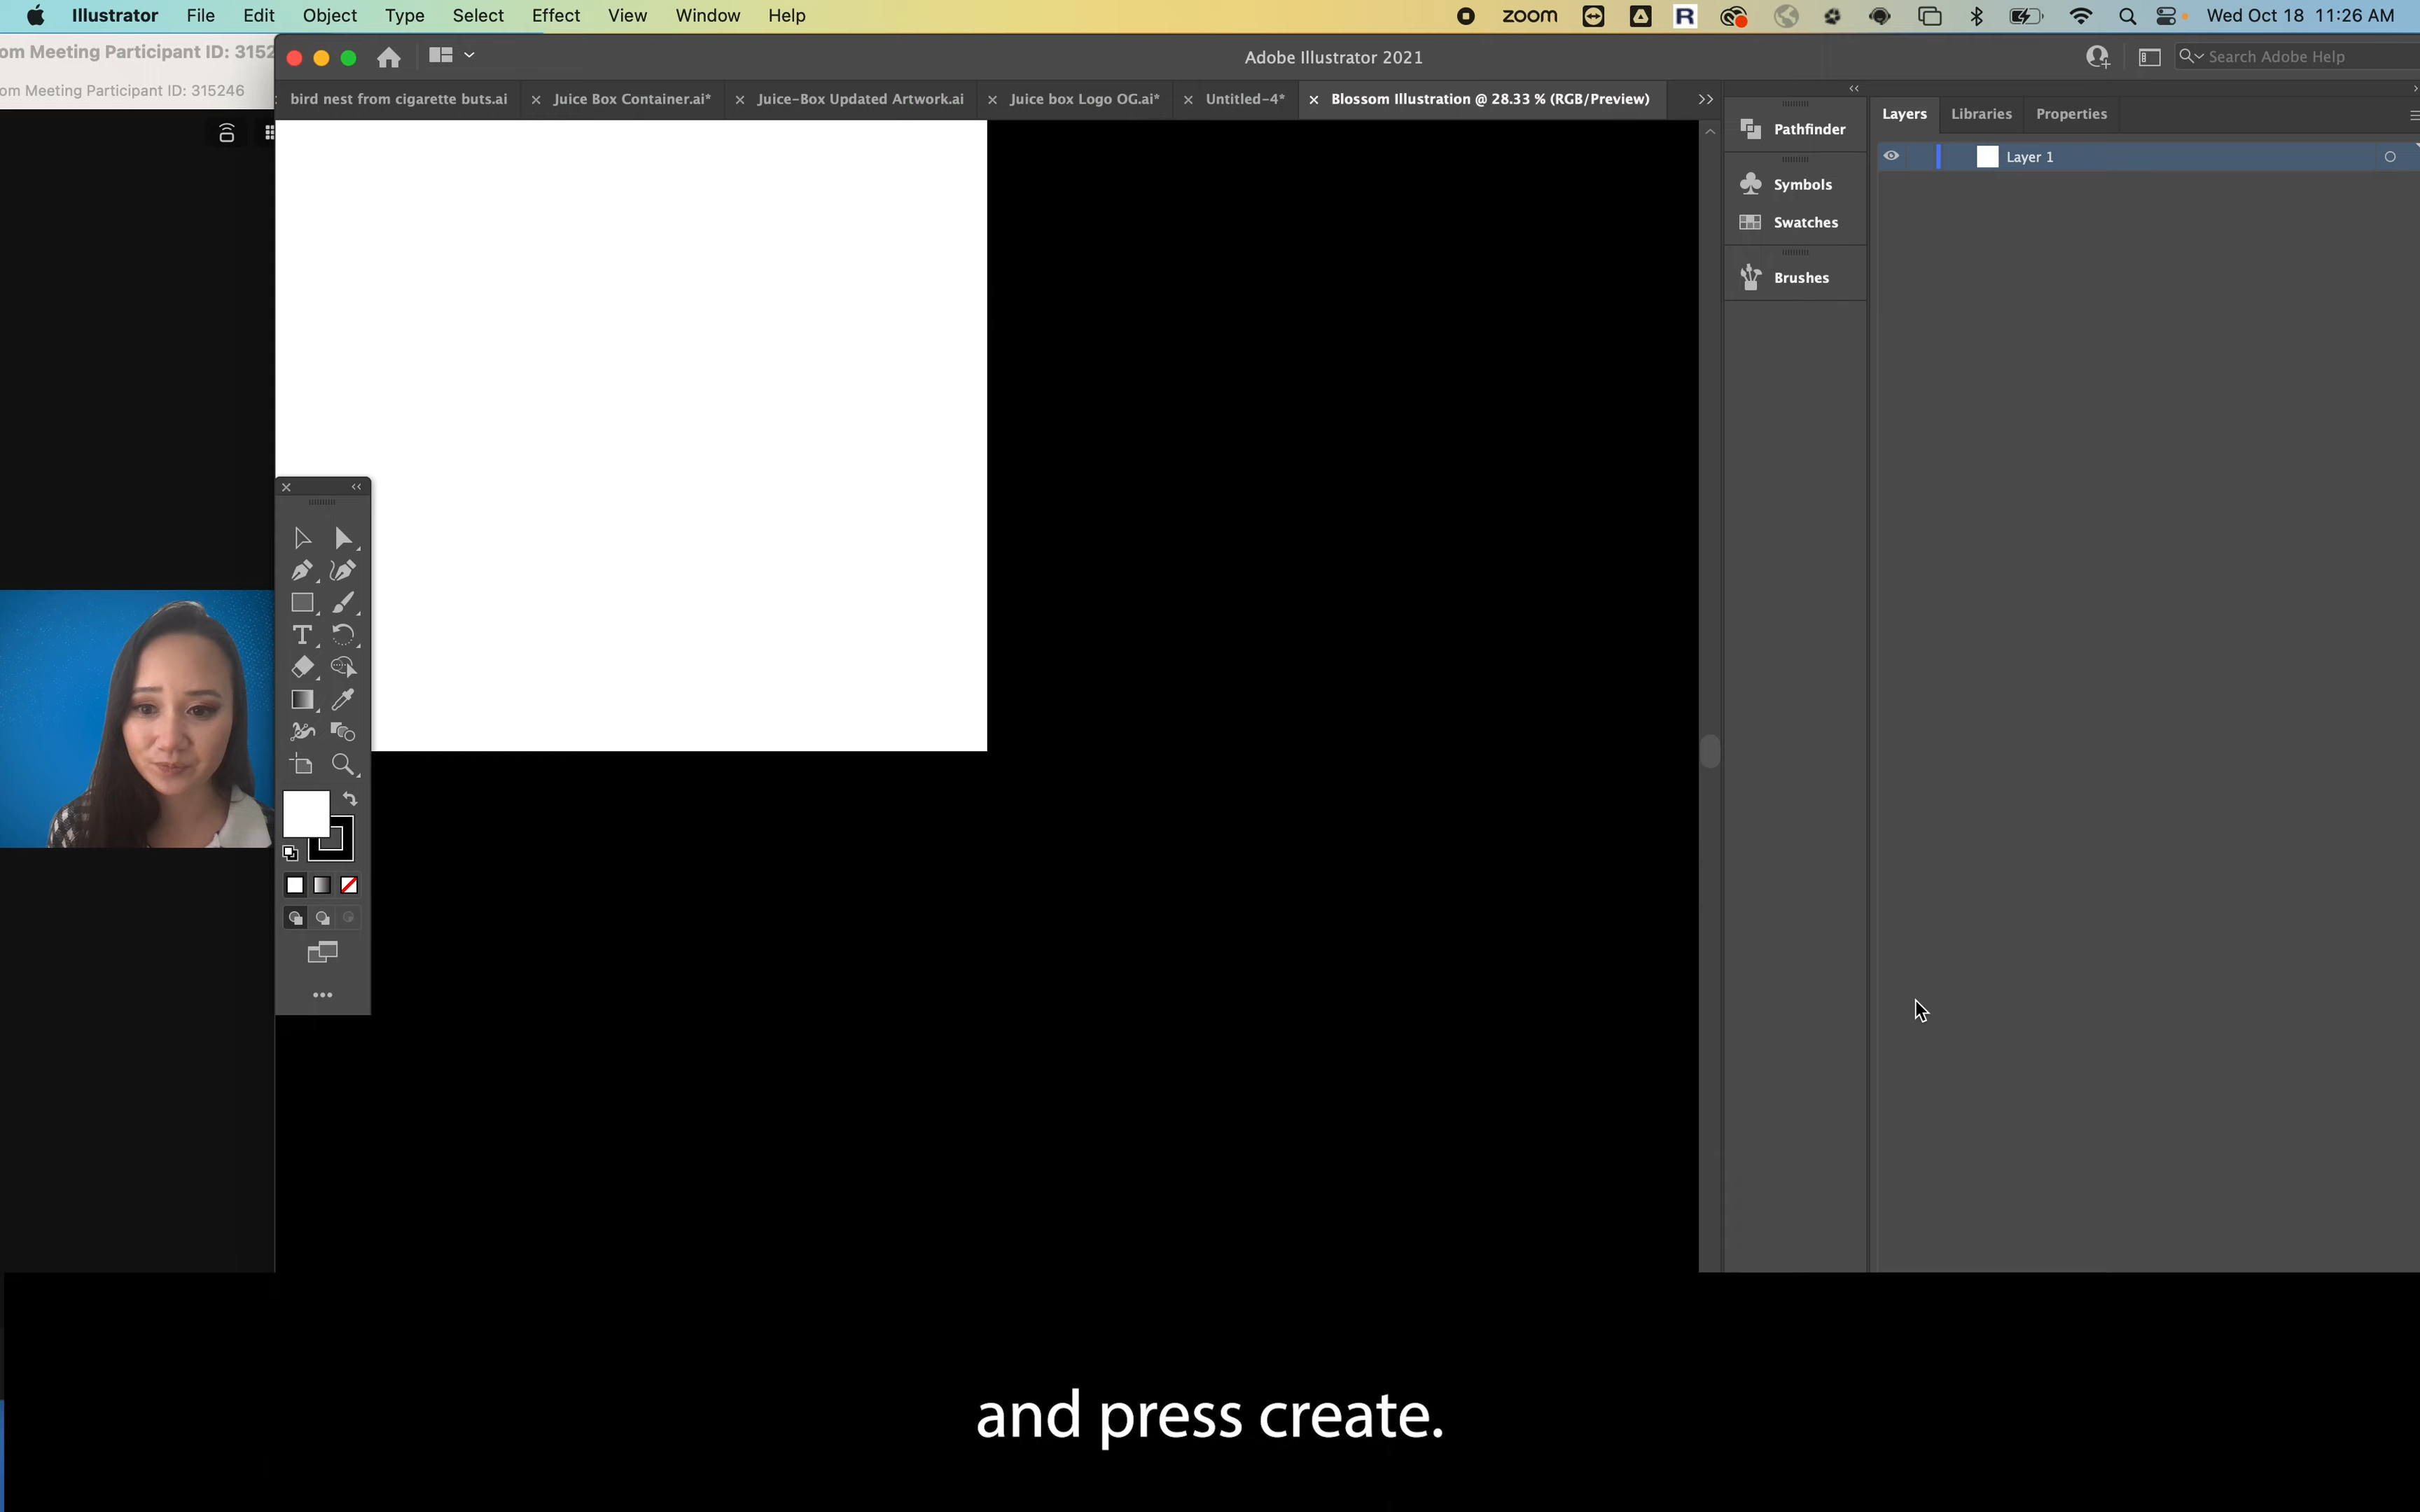 Illustrator File Edit Object Type Select Effect View Window Help
zoom R Wed Oct 18 11:26 AM
om Meeting Participant ID: 3152
om Meeting Participant ID: 315246
Adobe Illustrator 2021
Search Adobe Help
bird nest from cigarette buts.ai
Juice Box Container.ai*
Juice-Box Updated Artwork.ai
Juice box Logo OG.ai*
Untitled-4*
Blossom Illustration @ 28.33 % (RGB/Preview)
Pathfinder
Symbols
Swatches
Brushes
Layers Libraries Properties
Layer 1
and press create.